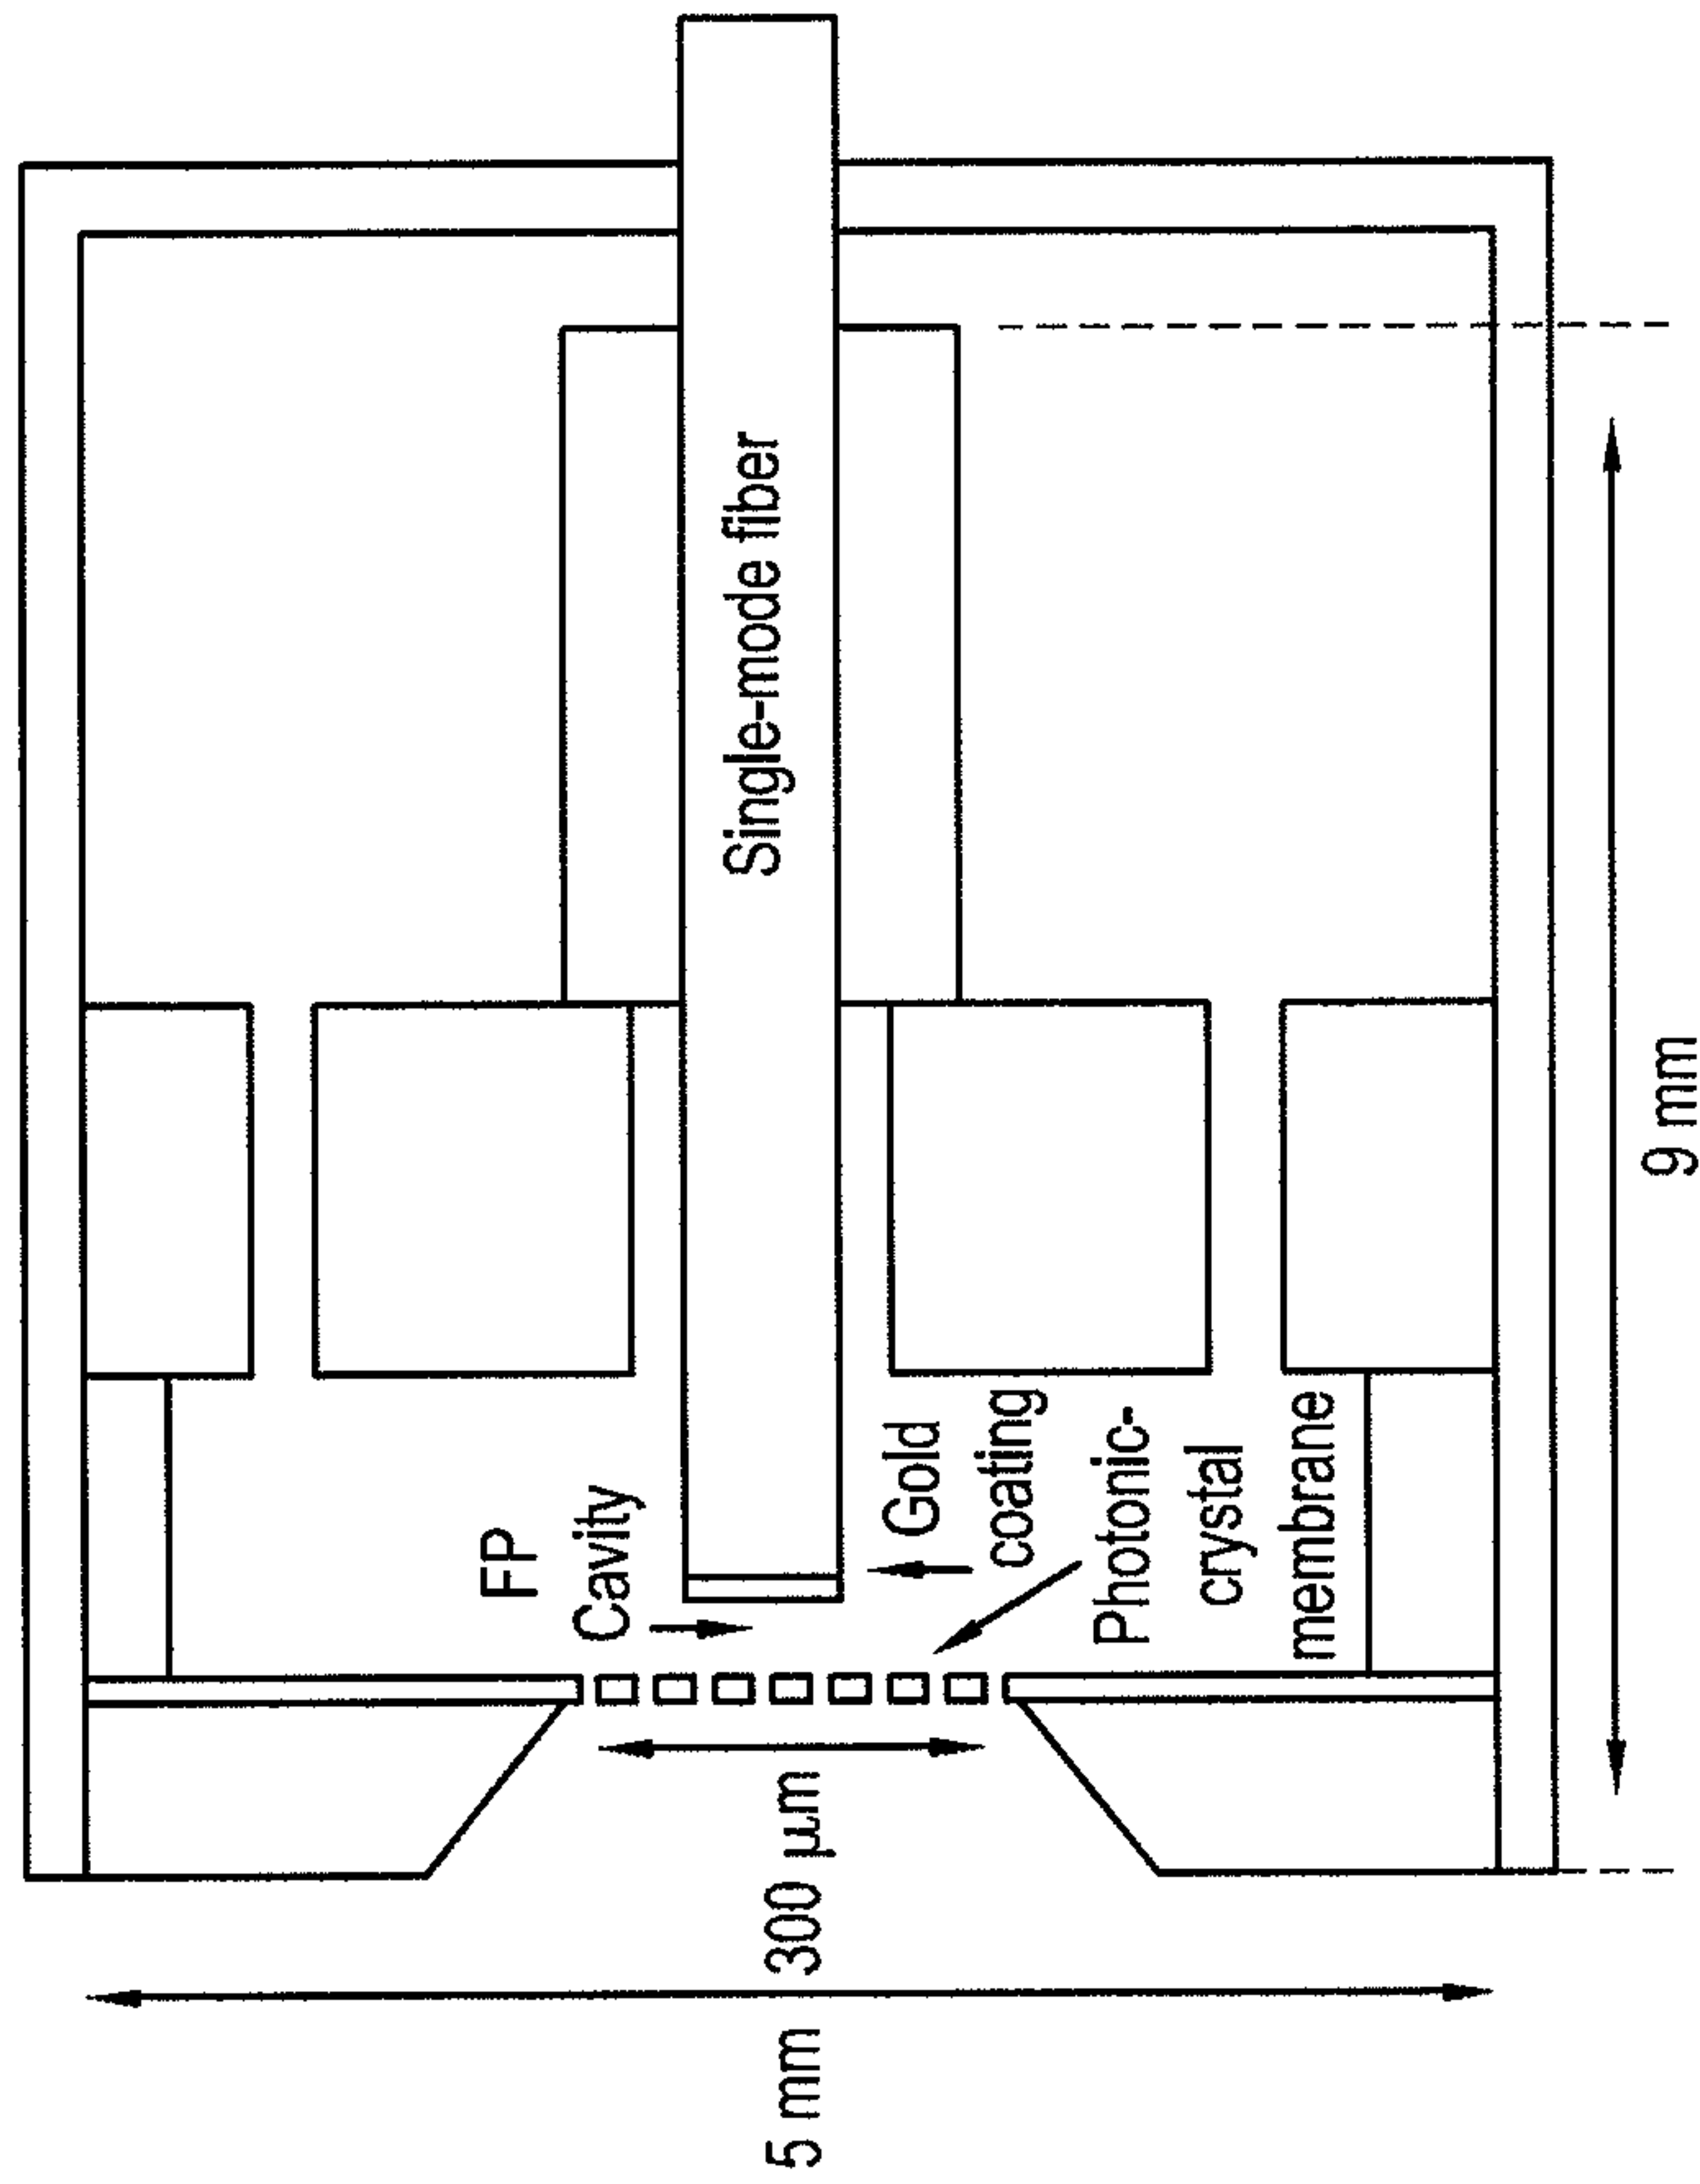 Single-mode fiber
FP
Cavity
Gold
coating
Photonic-
crystal
membrane
300 µm
5 mm
9 mm